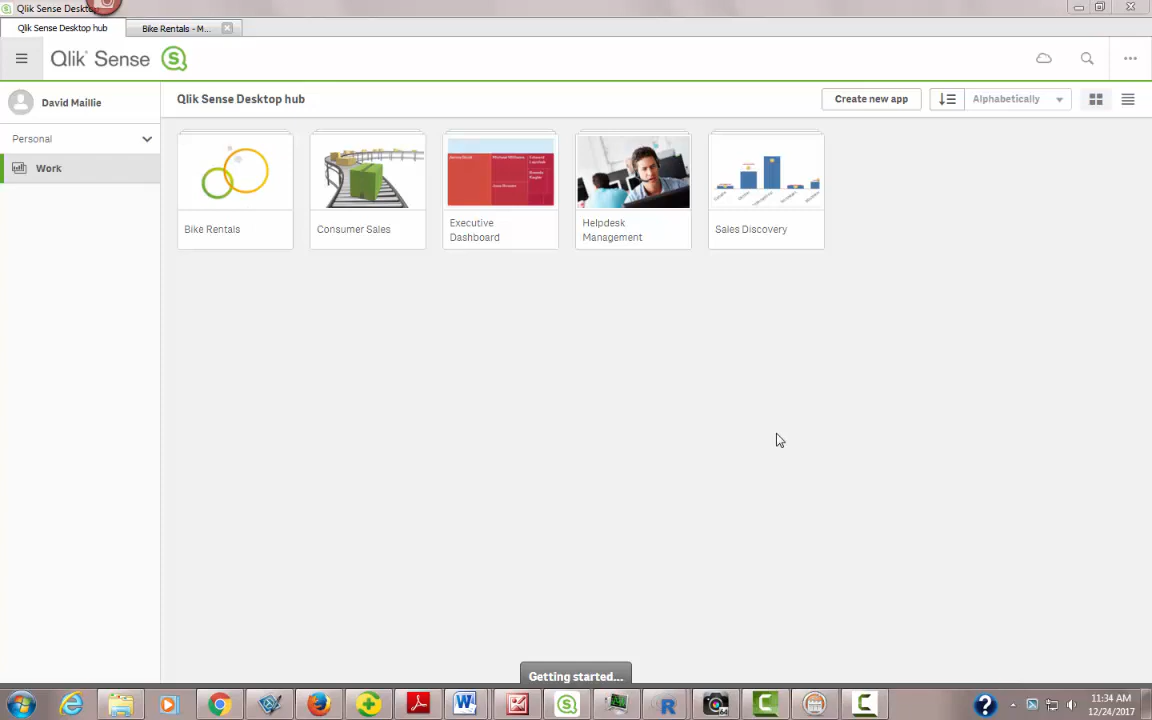 Qlik Sense Deskto
Qlik Sense Desktop hub
Bike Rentals - M...
Qlik Sense
David Maillie
Qlik Sense Desktop hub
Create new app
Alphabetically
Personal
Work
Bike Rentals
Consumer Sales
Executive
Dashboard
Helpdesk
Management
Sales Discovery
Getting started...
11:34 AM
12/24/2017